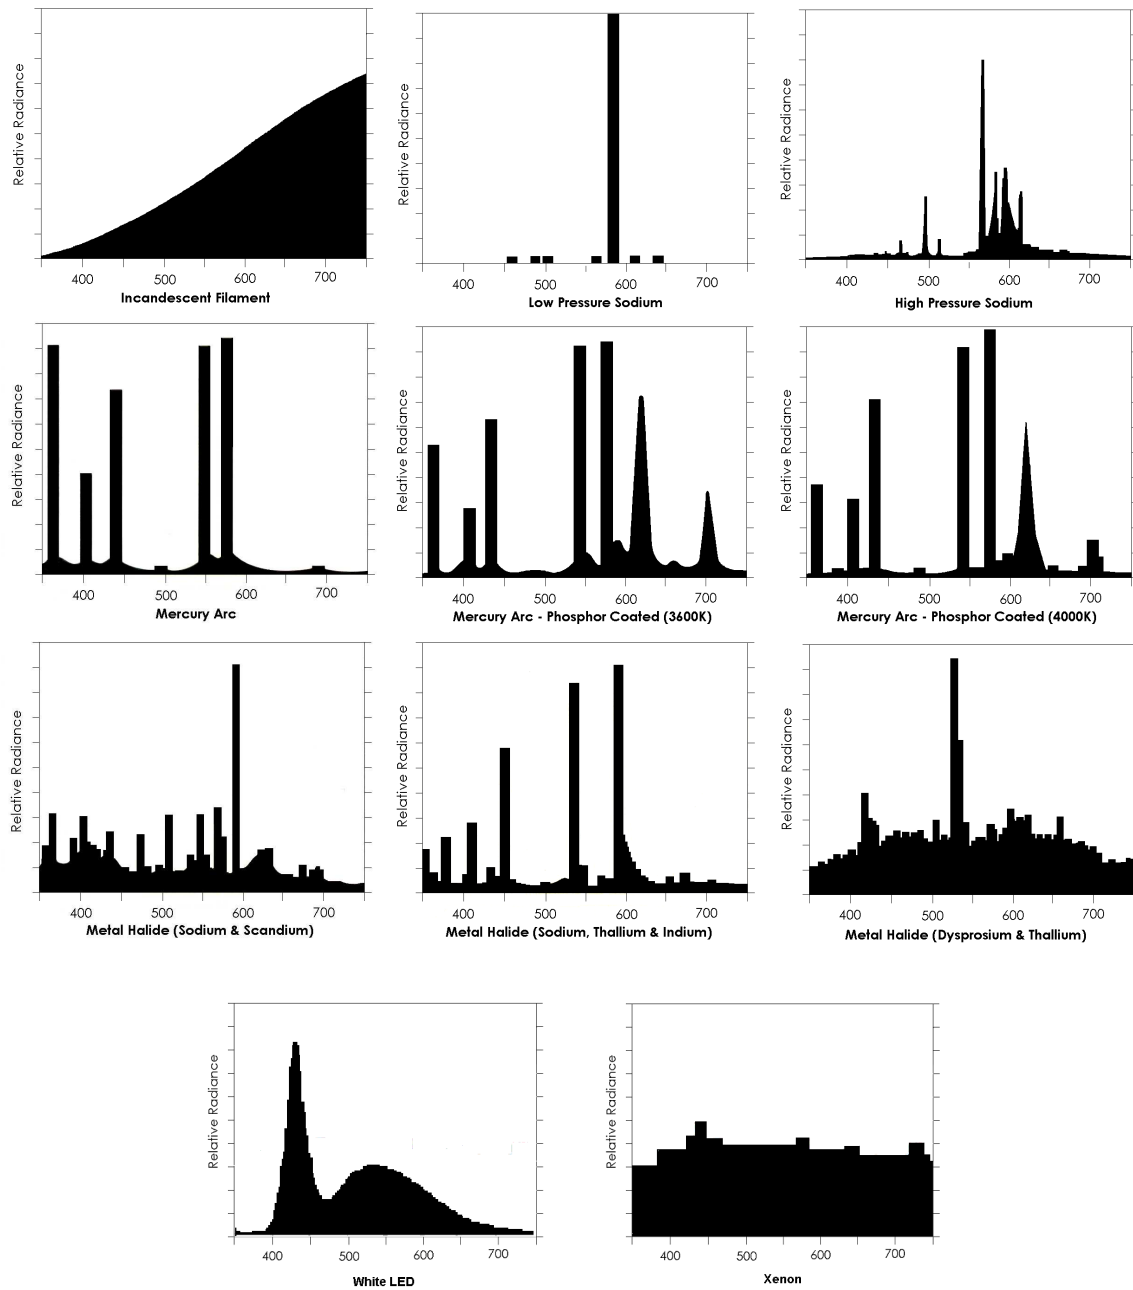 Relative Radiance
400 500 600 700
Incandescent Filament
Relative Radiance
400 500 600 700
Low Pressure Sodium
Relative Radiance
400 500 600 700
High Pressure Sodium
Relative Radiance
400 500 600 700
Mercury Arc
Relative Radiance
400 500 600 700
Mercury Arc - Phosphor Coated (3600K)
Relative Radiance
400 500 600 700
Mercury Arc - Phosphor Coated (4000K)
Relative Radiance
400 500 600 700
Metal Halide (Sodium & Scandium)
Relative Radiance
400 500 600 700
Metal Halide (Sodium, Thallium & Indium)
Relative Radiance
400 500 600 700
Metal Halide (Dysprosium & Thallium)
Relative Radiance
400 500 600 700
White LED
Relative Radiance
400 500 600 700
Xenon